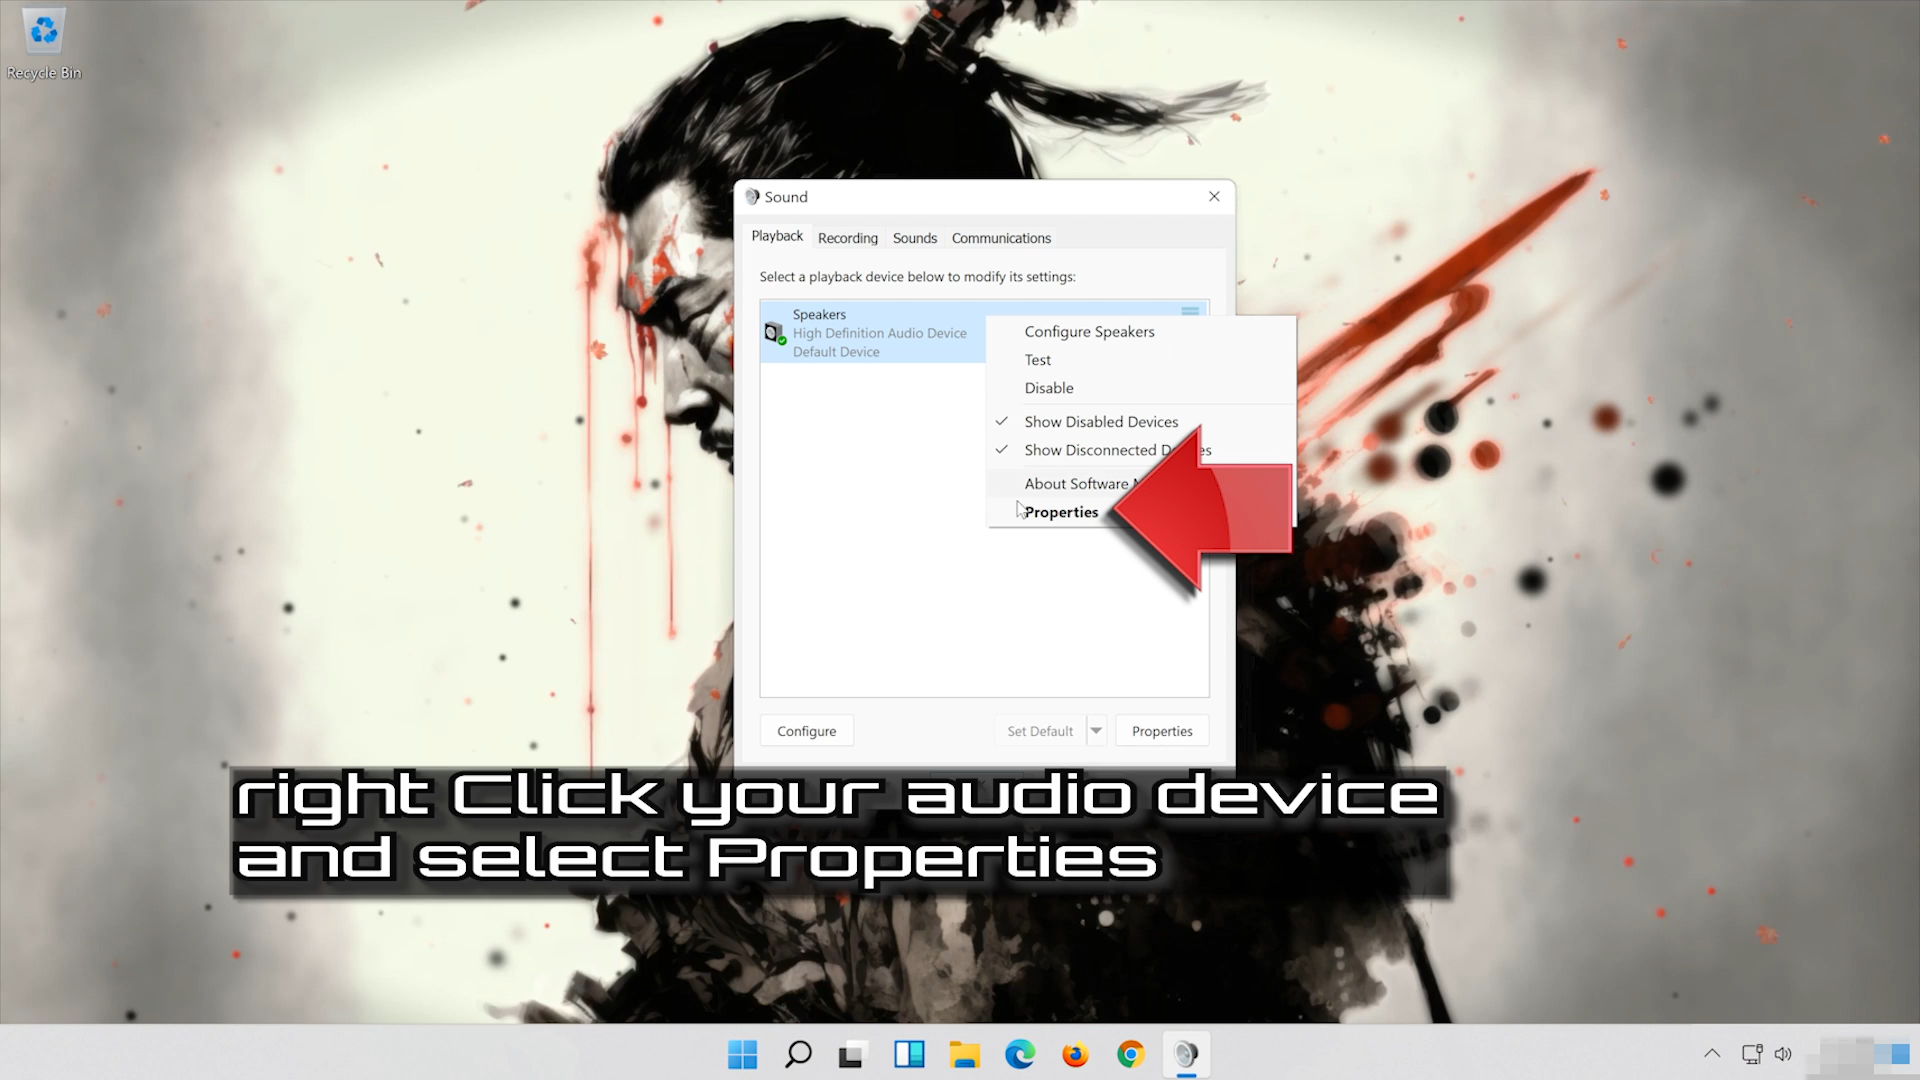 Recycle Bin
Sound
Playback
Recording
Sounds
Communications
Select a playback device below to modify its settings:
Speakers
High Definition Audio Device
Default Device
Configure Speakers
Test
Disable
Show Disabled Devices
Show Disconnected
About Software
Properties
Configure
Set Default
Properties
right Click your audio device
and select Properties